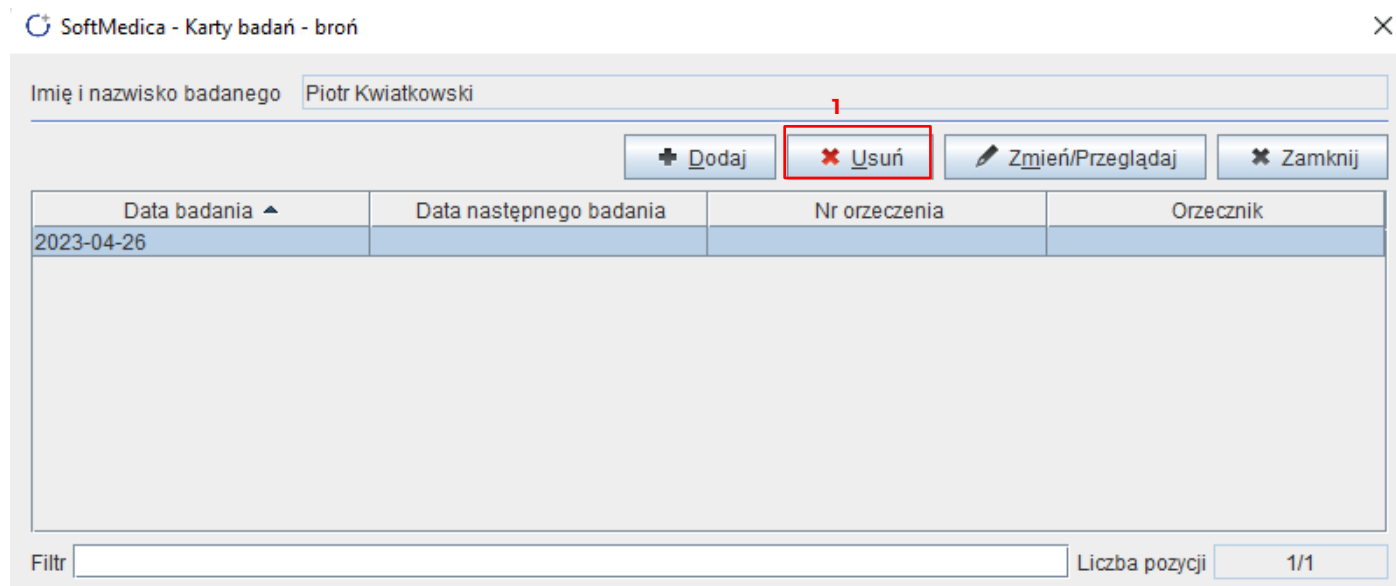 SoftMedica - Karty badań - broń
Imię i nazwisko badanego Piotr Kwiatkowski
1
Dodaj Usuń Zmień/Przeglądaj Zamknij
Data badania Data następnego badania Nr orzeczenia Orzecznik
2023-04-26
Filtr Liczba pozycji 1/1